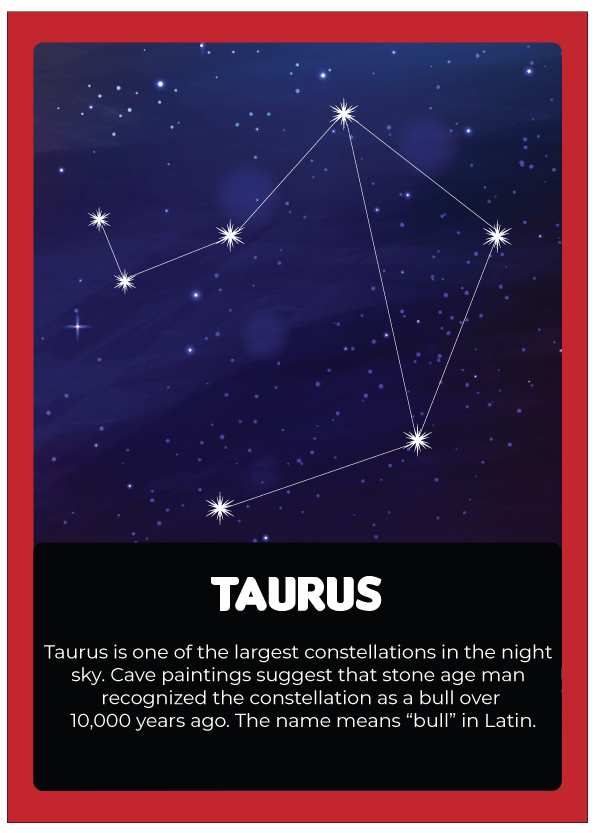 TAURUS
Taurus is one of the largest constellations in the night
sky. Cave paintings suggest that stone age man
recognized the constellation as a bull over
10,000 years ago. The name means “bull” in Latin.